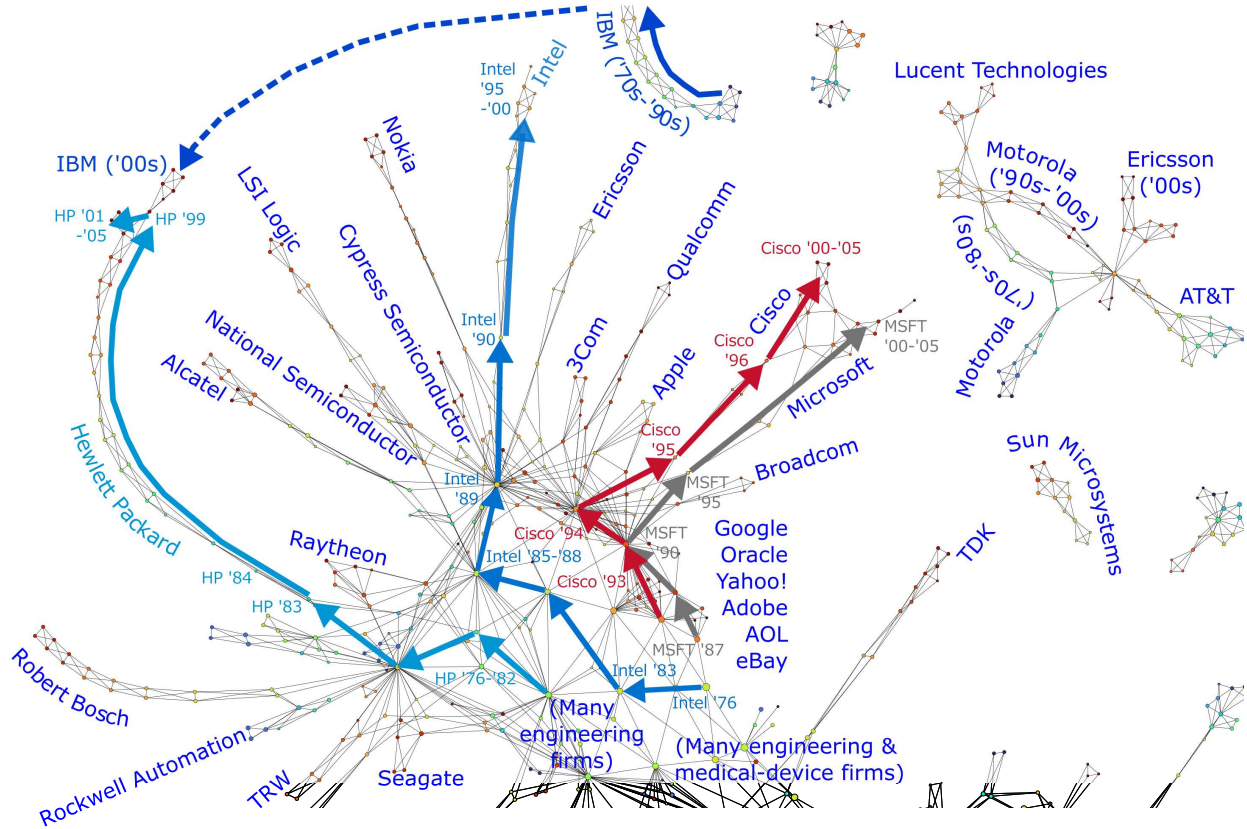 IBM ('70s-'90s)
Lucent Technologies
Intel
'95
-'00
Intel
Nokia
IBM ('00s)
Motorola
('90s-'00s)
Ericsson
('00s)
LSI Logic
Ericsson
Qualcomm
HP '01
-'05
HP '99
Cypress Semiconductor
Cisco '00-'05
('70s-'80s)
Motorola
AT&T
National Semiconductor
Alcatel
Intel
'90
3Com
Apple
Cisco
Cisco
'96
MSFT
'00-'05
Microsoft
Hewlett Packard
Cisco
'95
Broadcom
Sun Microsystems
Intel
'89
MSFT
'95
Cisco '94
MSFT
'90
Google
Oracle
Yahoo!
Adobe
AOL
eBay
TDK
Raytheon
Intel '85-'88
HP '84
Cisco '93
HP '83
MSFT '87
Robert Bosch
HP '76-'82
Intel '83
Intel '76
(Many
engineering
firms)
(Many engineering &
medical-device firms)
Rockwell Automation
TRW
Seagate